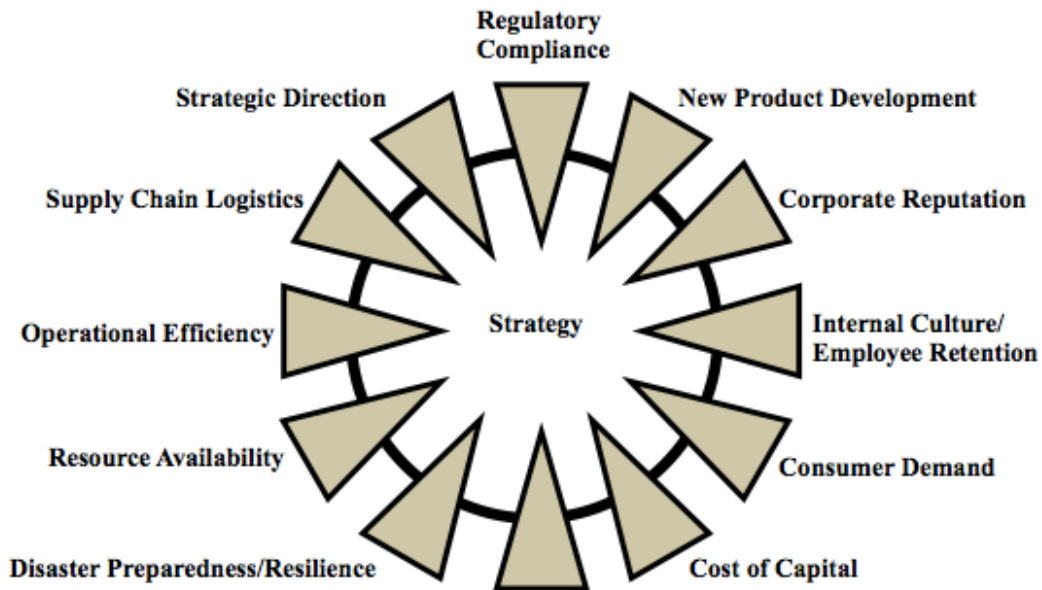 Regulatory
Compliance
Strategic Direction
New Product Development
Supply Chain Logistics
Corporate Reputation
Operational Efficiency
Strategy
Internal Culture/
Employee Retention
Resource Availability
Consumer Demand
Disaster Preparedness/Resilience
Cost of Capital